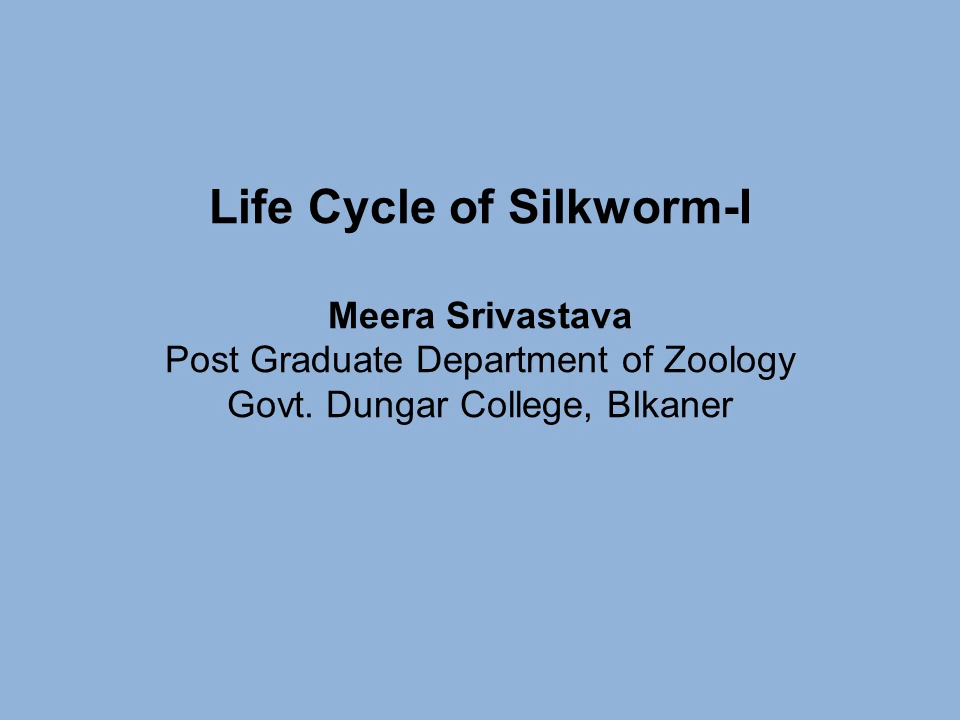 Life Cycle of Silkworm-I
Meera Srivastava
Post Graduate Department of Zoology
Govt. Dungar College, BIkaner